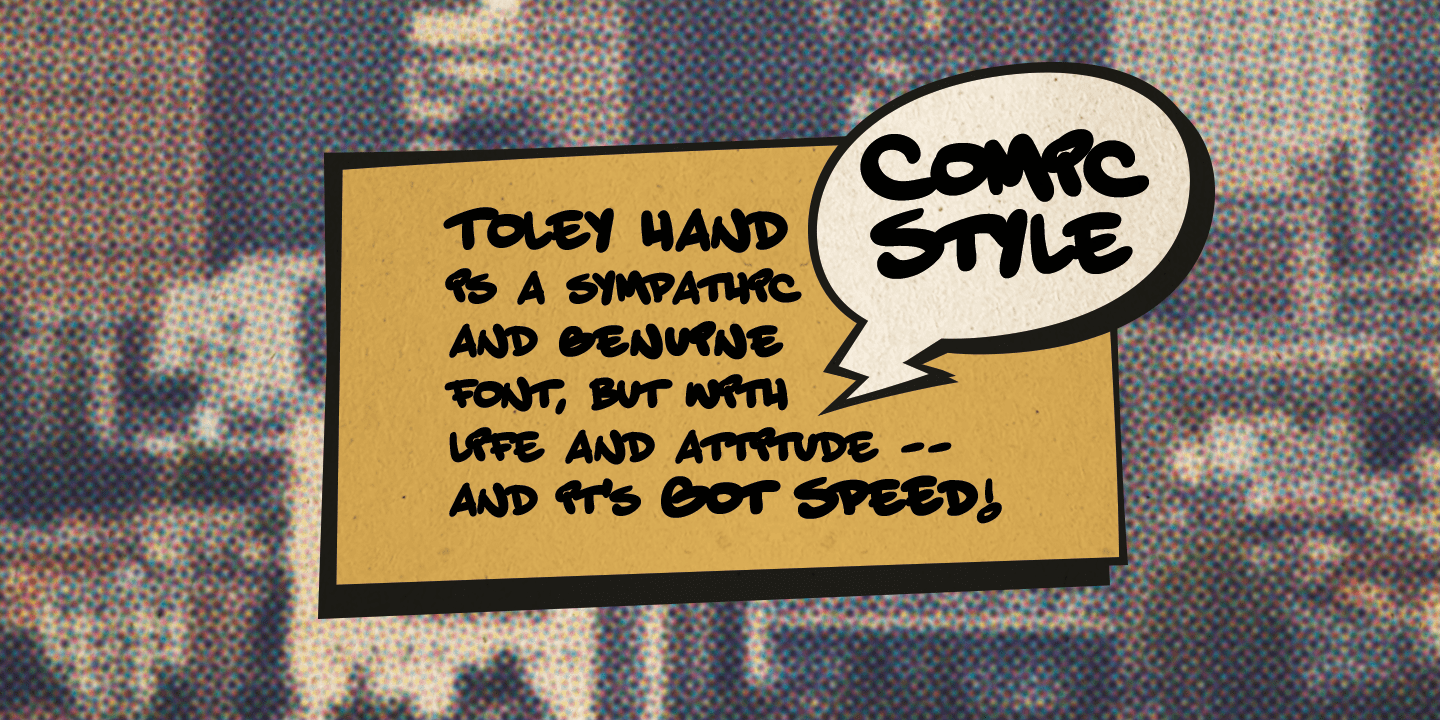 COMIC
STYLE
TOLEY HAND
IS A SYMPATHIC
AND GENUINE
FONT, BUT WITH
LIFE AND ATTITUDE --
AND IT'S GOT SPEED!